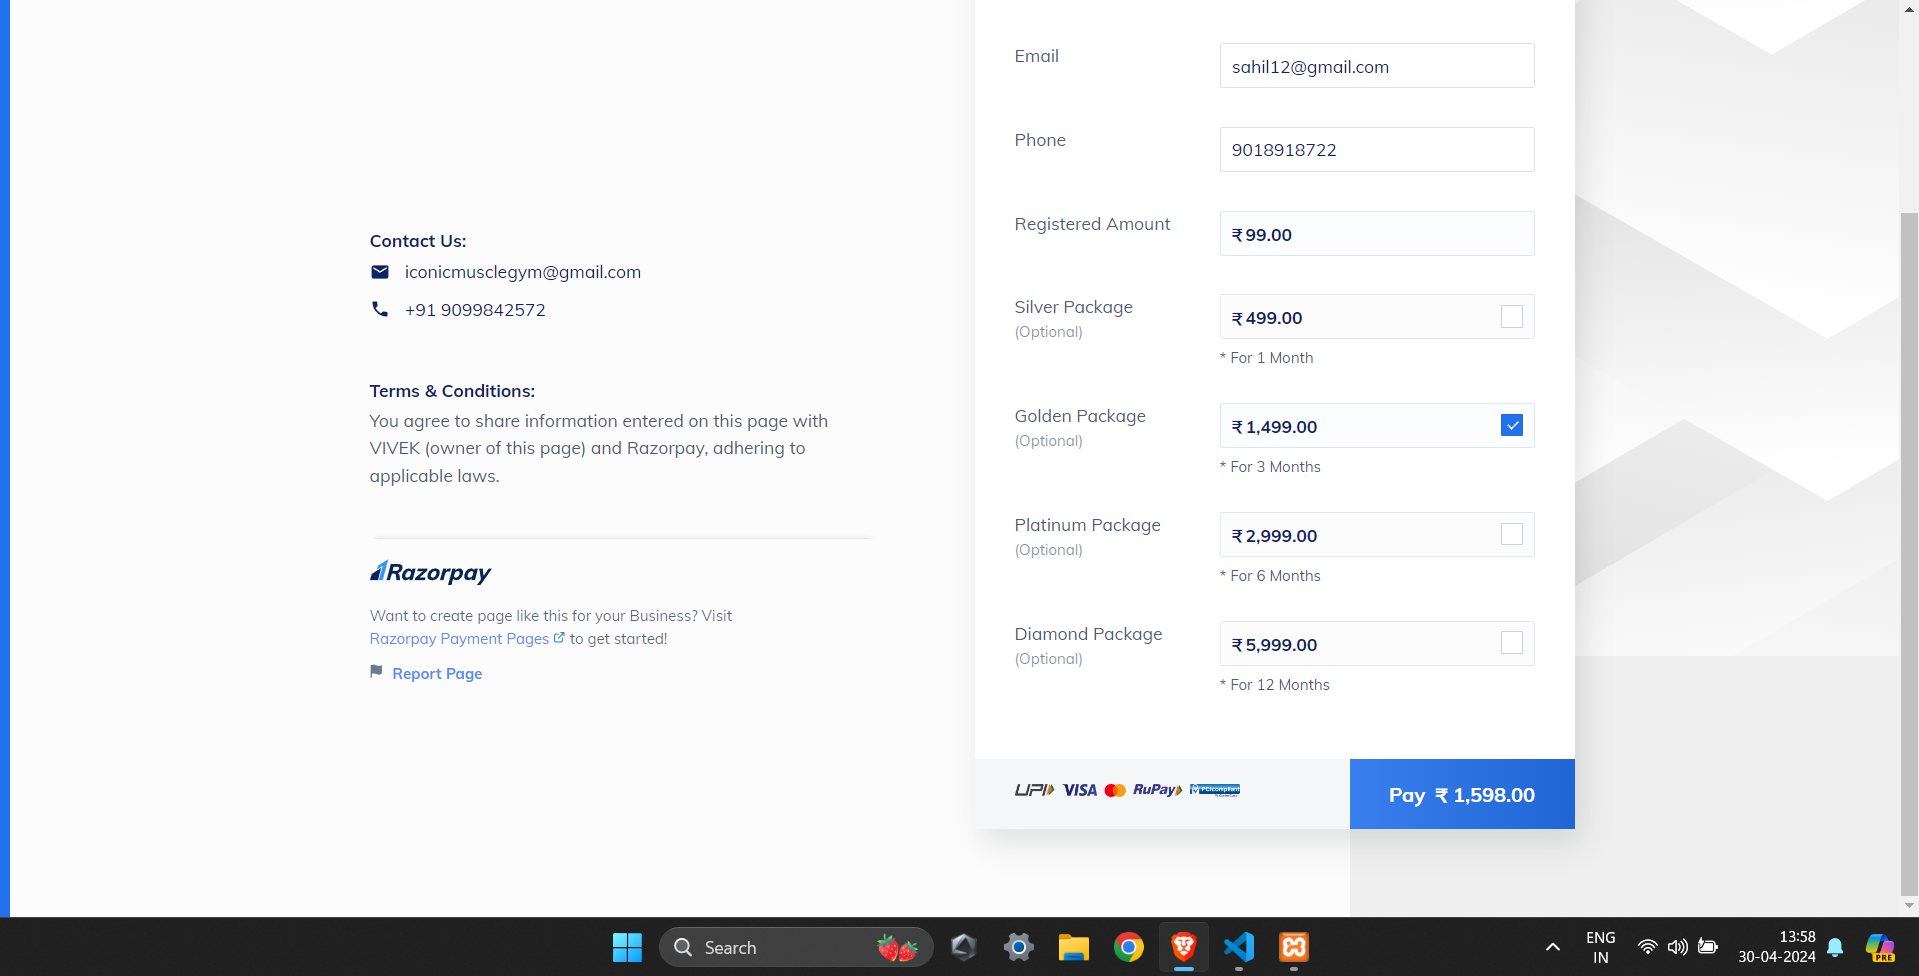 Contact Us:
iconicmusclegym@gmail.com
+91 9099842572
Terms & Conditions:
You agree to share information entered on this page with
VIVEK (owner of this page) and Razorpay, adhering to
applicable laws.
Razorpay
Want to create page like this for your Business? Visit
Razorpay Payment Pages to get started!
Report Page
Email
sahil12@gmail.com
Phone
9018918722
Registered Amount
₹ 99.00
Silver Package
(Optional)
₹ 499.00
* For 1 Month
Golden Package
(Optional)
₹ 1,499.00
* For 3 Months
Platinum Package
(Optional)
₹ 2,999.00
* For 6 Months
Diamond Package
(Optional)
₹ 5,999.00
* For 12 Months
UPI VISA RuPay PCI compliant
Pay ₹ 1,598.00
Search
ENG
IN
13:58
30-04-2024
PRE